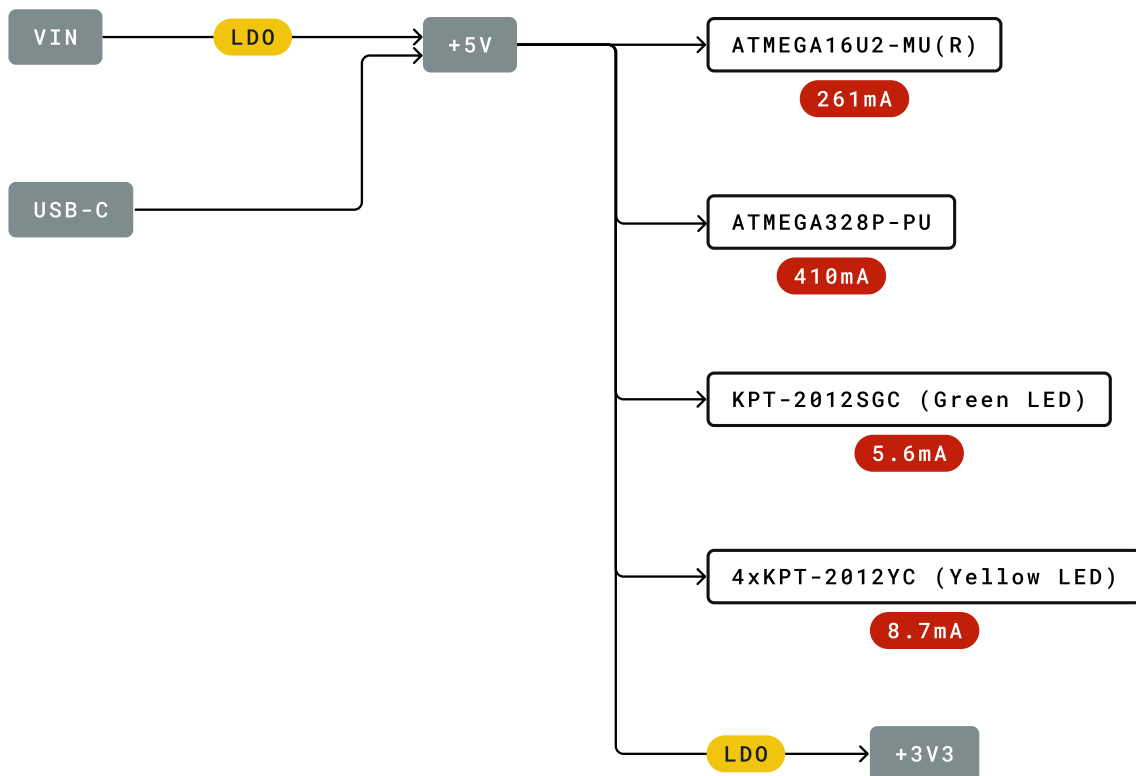 VIN
LDO
+5V
ATMEGA16U2-MU(R)
261mA
USB-C
ATMEGA328P-PU
410mA
KPT-2012SGC (Green LED)
5.6mA
4xKPT-2012YC (Yellow LED)
8.7mA
LDO
+3V3